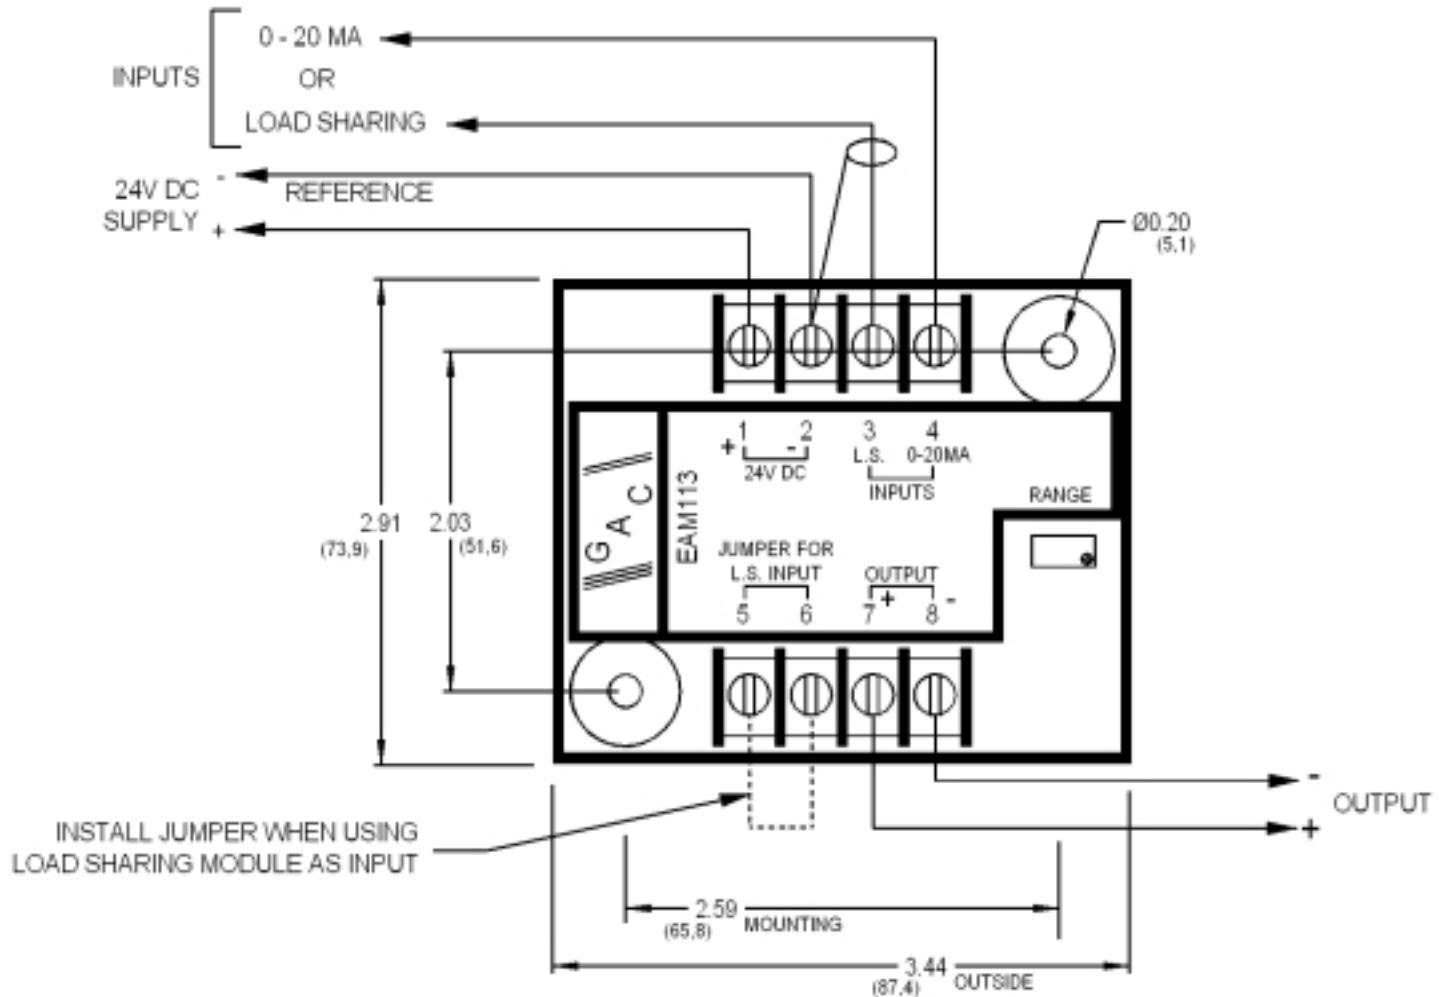 0 - 20 MA
INPUTS
OR
LOAD SHARING
24V DC
SUPPLY
-
+
REFERENCE
Ø0.20
(5,1)
1 2 3 4
+ - L.S. 0-20MA
24V DC INPUTS
RANGE
GAC
EAM113
2.91
(73,9)
2.03
(51,6)
JUMPER FOR
L.S. INPUT
OUTPUT
+ -
5 6 7 8
-
OUTPUT
+
INSTALL JUMPER WHEN USING
LOAD SHARING MODULE AS INPUT
2.59
(65,8) MOUNTING
3.44
(87,4) OUTSIDE